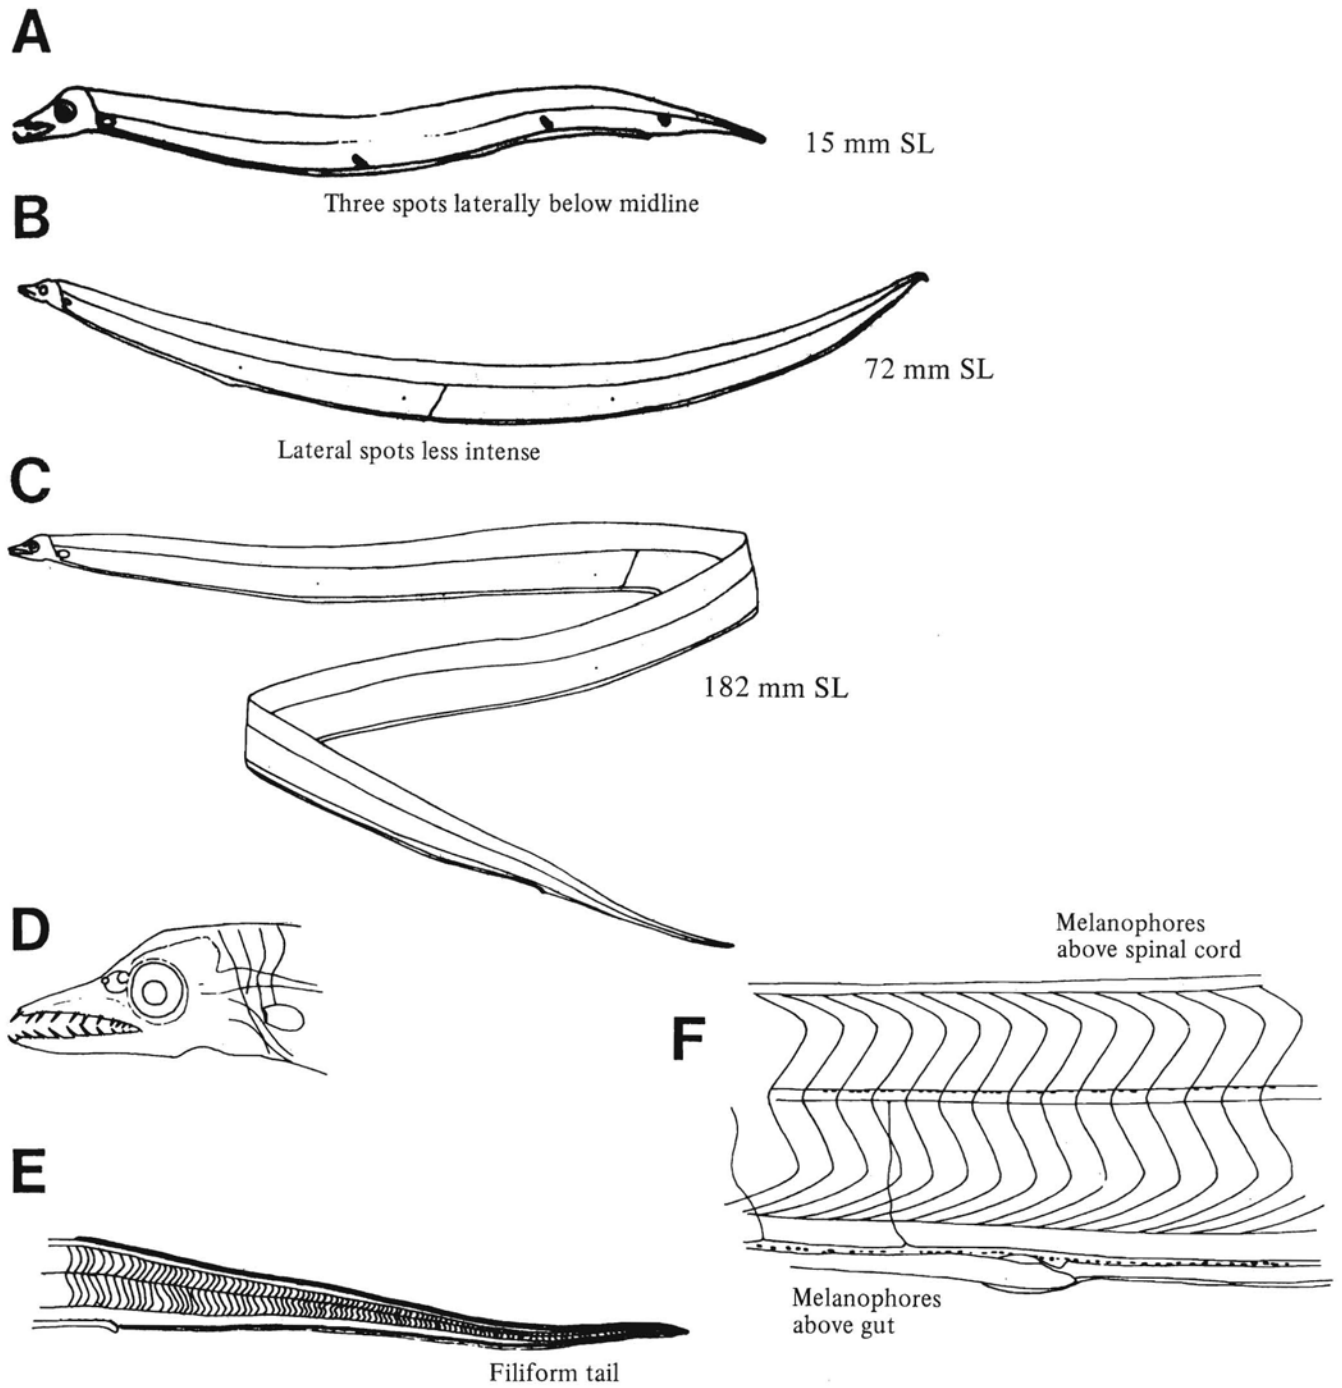 A
15 mm SL
Three spots laterally below midline
B
72 mm SL
Lateral spots less intense
C
182 mm SL
D
Melanophores
above spinal cord
F
E
Melanophores
above gut
Filiform tail